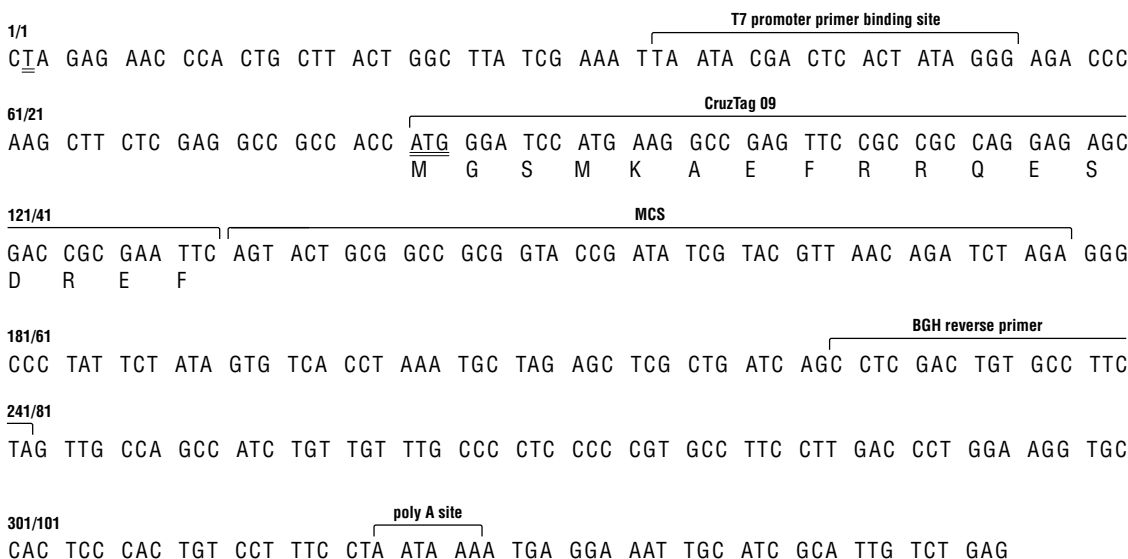 T7 promoter primer binding site
1/1
CTA GAG AAC CCA CTG CTT ACT GGC TTA TCG AAA TTA ATA CGA CTC ACT ATA GGG AGA CCC
CruzTag 09
61/21
AAG CTT CTC GAG GCC GCC ACC ATG GGA TCC ATG AAG GCC GAG TTC CGC CGC CAG GAG AGC
M G S M K A E F R R Q E S
121/41
MCS
GAC CGC GAA TTC AGT ACT GCG GCC GCG GTA CCG ATA TCG TAC GTT AAC AGA TCT AGA GGG
D R E F
BGH reverse primer
181/61
CCC TAT TCT ATA GTG TCA CCT AAA TGC TAG AGC TCG CTG ATC AGC CTC GAC TGT GCC TTC
241/81
TAG TTG CCA GCC ATC TGT TGT TTG CCC CTC CCC CGT GCC TTC CTT GAC CCT GGA AGG TGC
poly A site
301/101
CAC TCC CAC TGT CCT TTC CTA ATA AAA TGA GGA AAT TGC ATC GCA TTG TCT GAG